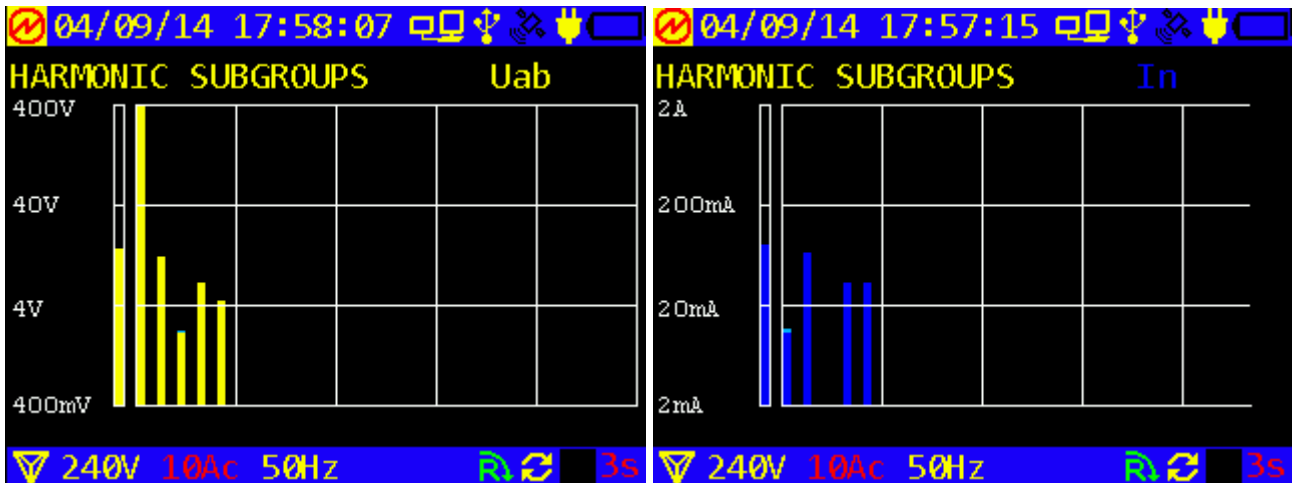 04/09/14 17:58:07
HARMONIC SUBGROUPS Uab
400V
40V
4V
400mV
240V 10Ac 50Hz R 3s
04/09/14 17:57:15
HARMONIC SUBGROUPS In
2A
200mA
20mA
2mA
240V 10Ac 50Hz R 3s